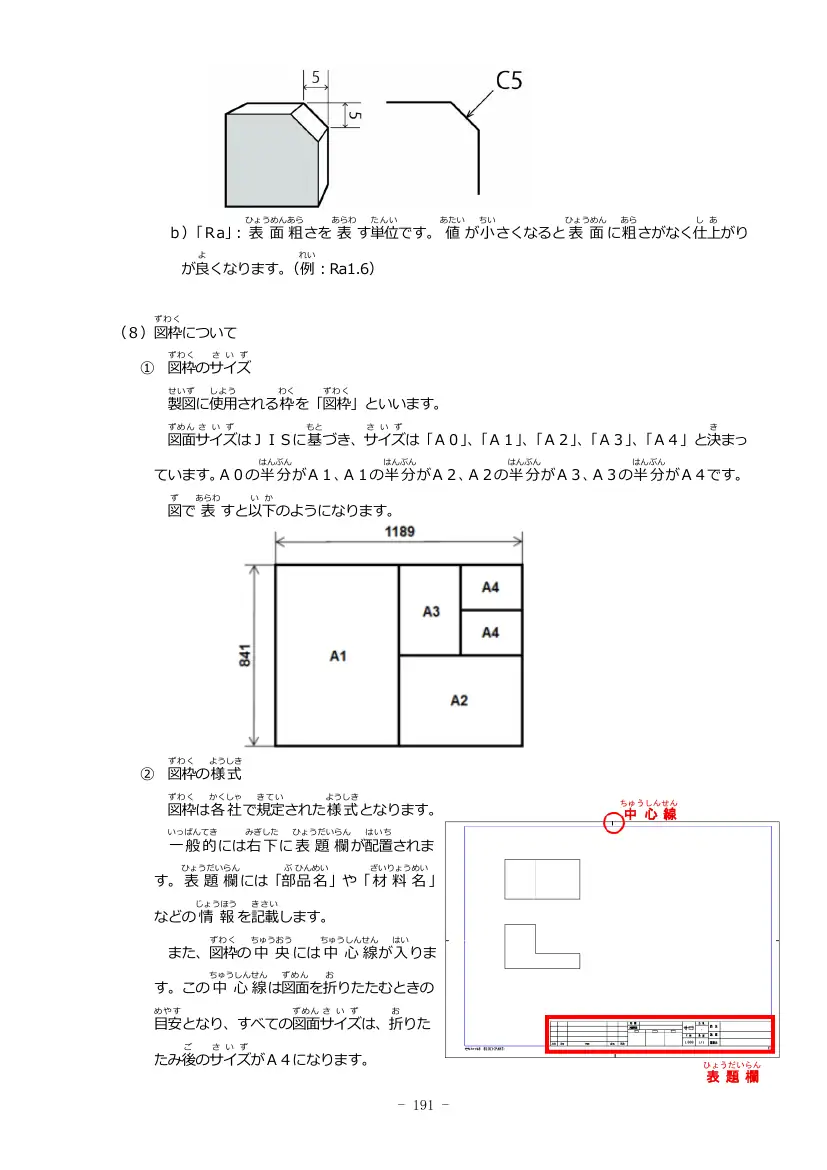 5
5
C5
ｂ）「Ｒａ」：表面粗さを表す単位です。値が小さくなると表面に粗さがなく仕上がり
が良くなります。（例：Ra1.6）
（８）図枠について
① 図枠のサイズ
製図に使用される枠を「図枠」といいます。
図面サイズはＪＩＳに基づき、サイズは「Ａ０」、「Ａ１」、「Ａ２」、「Ａ３」、「Ａ４」と決まっ
ています。Ａ０の半分がＡ１、Ａ１の半分がＡ２、Ａ２の半分がＡ３、Ａ３の半分がＡ４です。
図で表すと以下のようになります。
1189
841
A1
A3
A4
A4
A2
② 図枠の様式
図枠は各社で規定された様式となります。
一般的には右下に表題欄が配置されま
す。表題欄には「部品名」や「材料名」
などの情報を記載します。
また、図枠の中央には中心線が入りま
す。この中心線は図面を折りたたむときの
目安となり、すべての図面サイズは、折りた
たみ後のサイズがＡ４になります。
中心線
表題欄
- 191 -